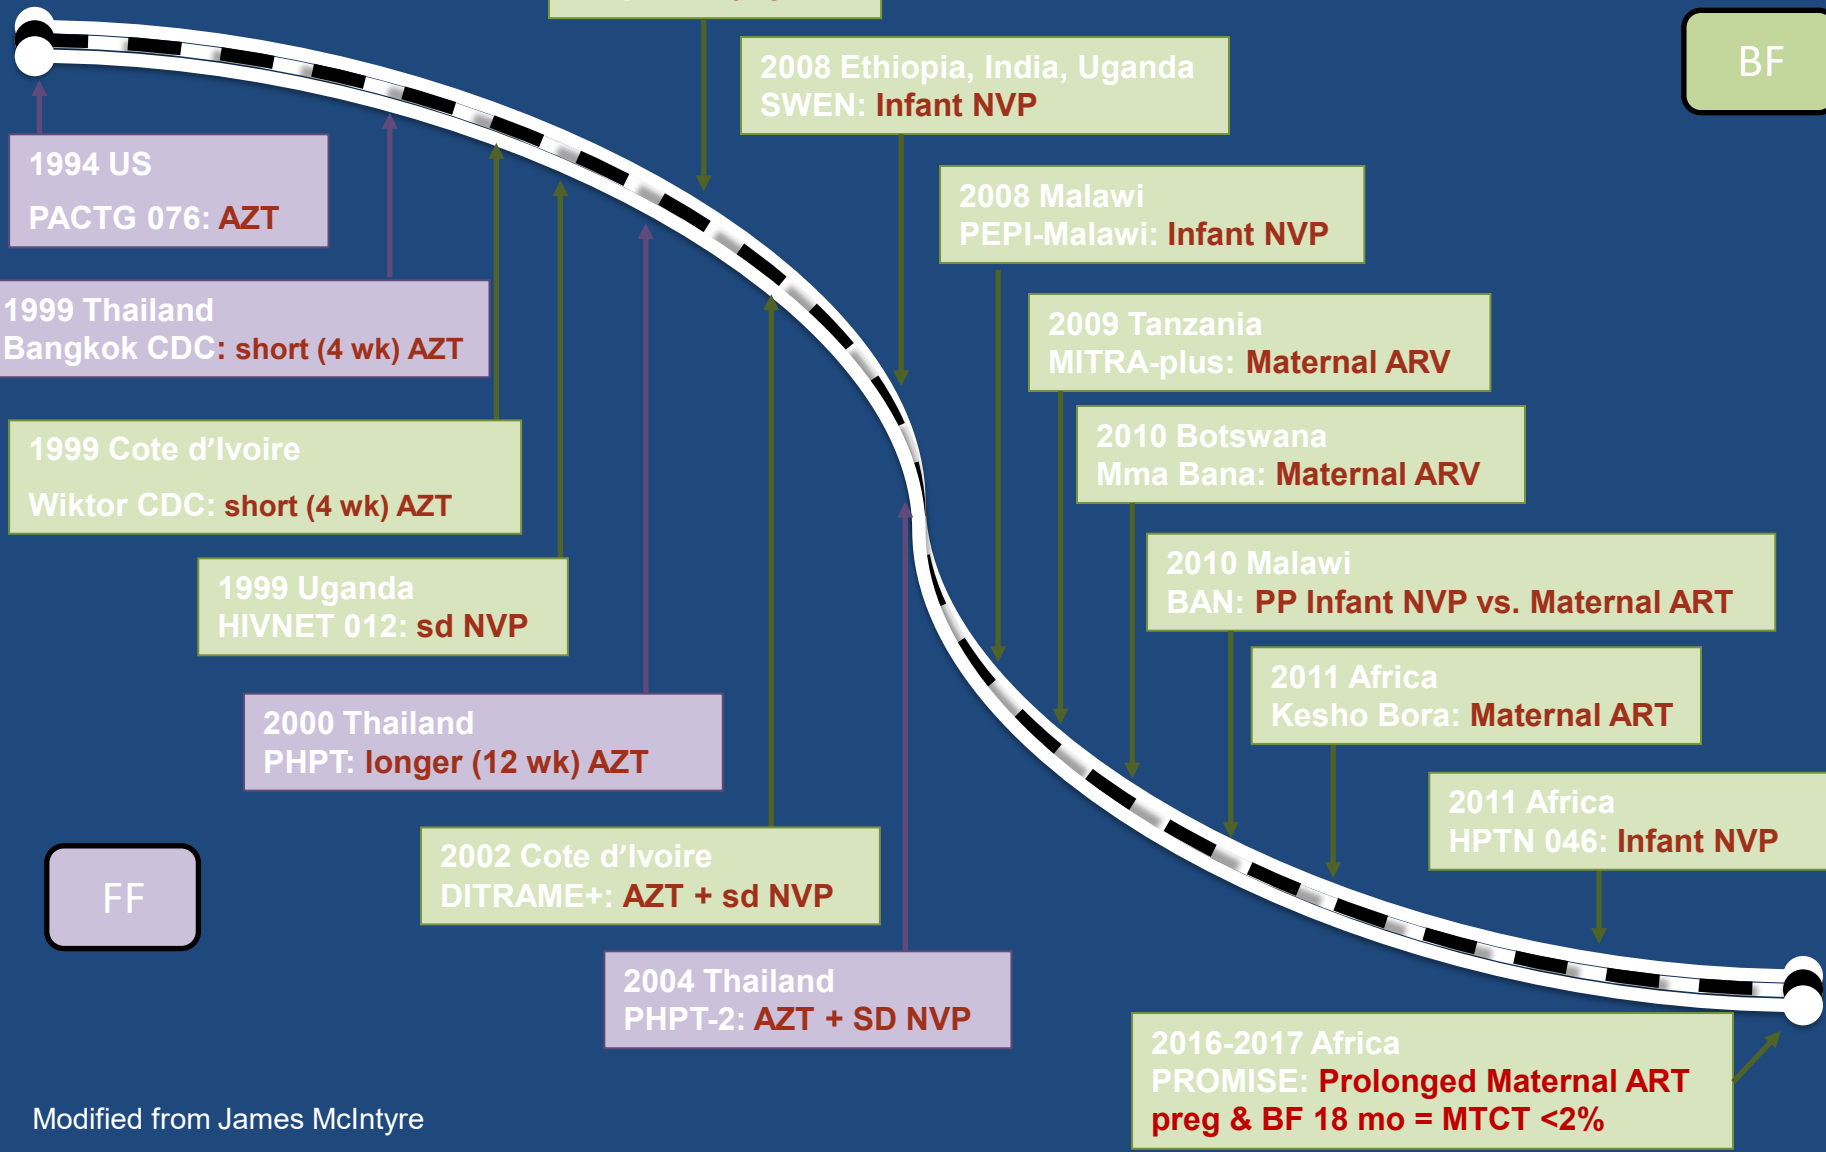 BF
2008 Ethiopia, India, Uganda
SWEN: Infant NVP
1994 US
PACTG 076: AZT
2008 Malawi
PEPI-Malawi: Infant NVP
1999 Thailand
Bangkok CDC: short (4 wk) AZT
2009 Tanzania
MITRA-plus: Maternal ARV
1999 Cote d’Ivoire
Wiktor CDC: short (4 wk) AZT
2010 Botswana
Mma Bana: Maternal ARV
1999 Uganda
HIVNET 012: sd NVP
2010 Malawi
BAN: PP Infant NVP vs. Maternal ART
2000 Thailand
PHPT: longer (12 wk) AZT
2011 Africa
Kesho Bora: Maternal ART
2011 Africa
HPTN 046: Infant NVP
FF
2002 Cote d’Ivoire
DITRAME+: AZT + sd NVP
2004 Thailand
PHPT-2: AZT + SD NVP
2016-2017 Africa
PROMISE: Prolonged Maternal ART
preg & BF 18 mo = MTCT <2%
Modified from James McIntyre